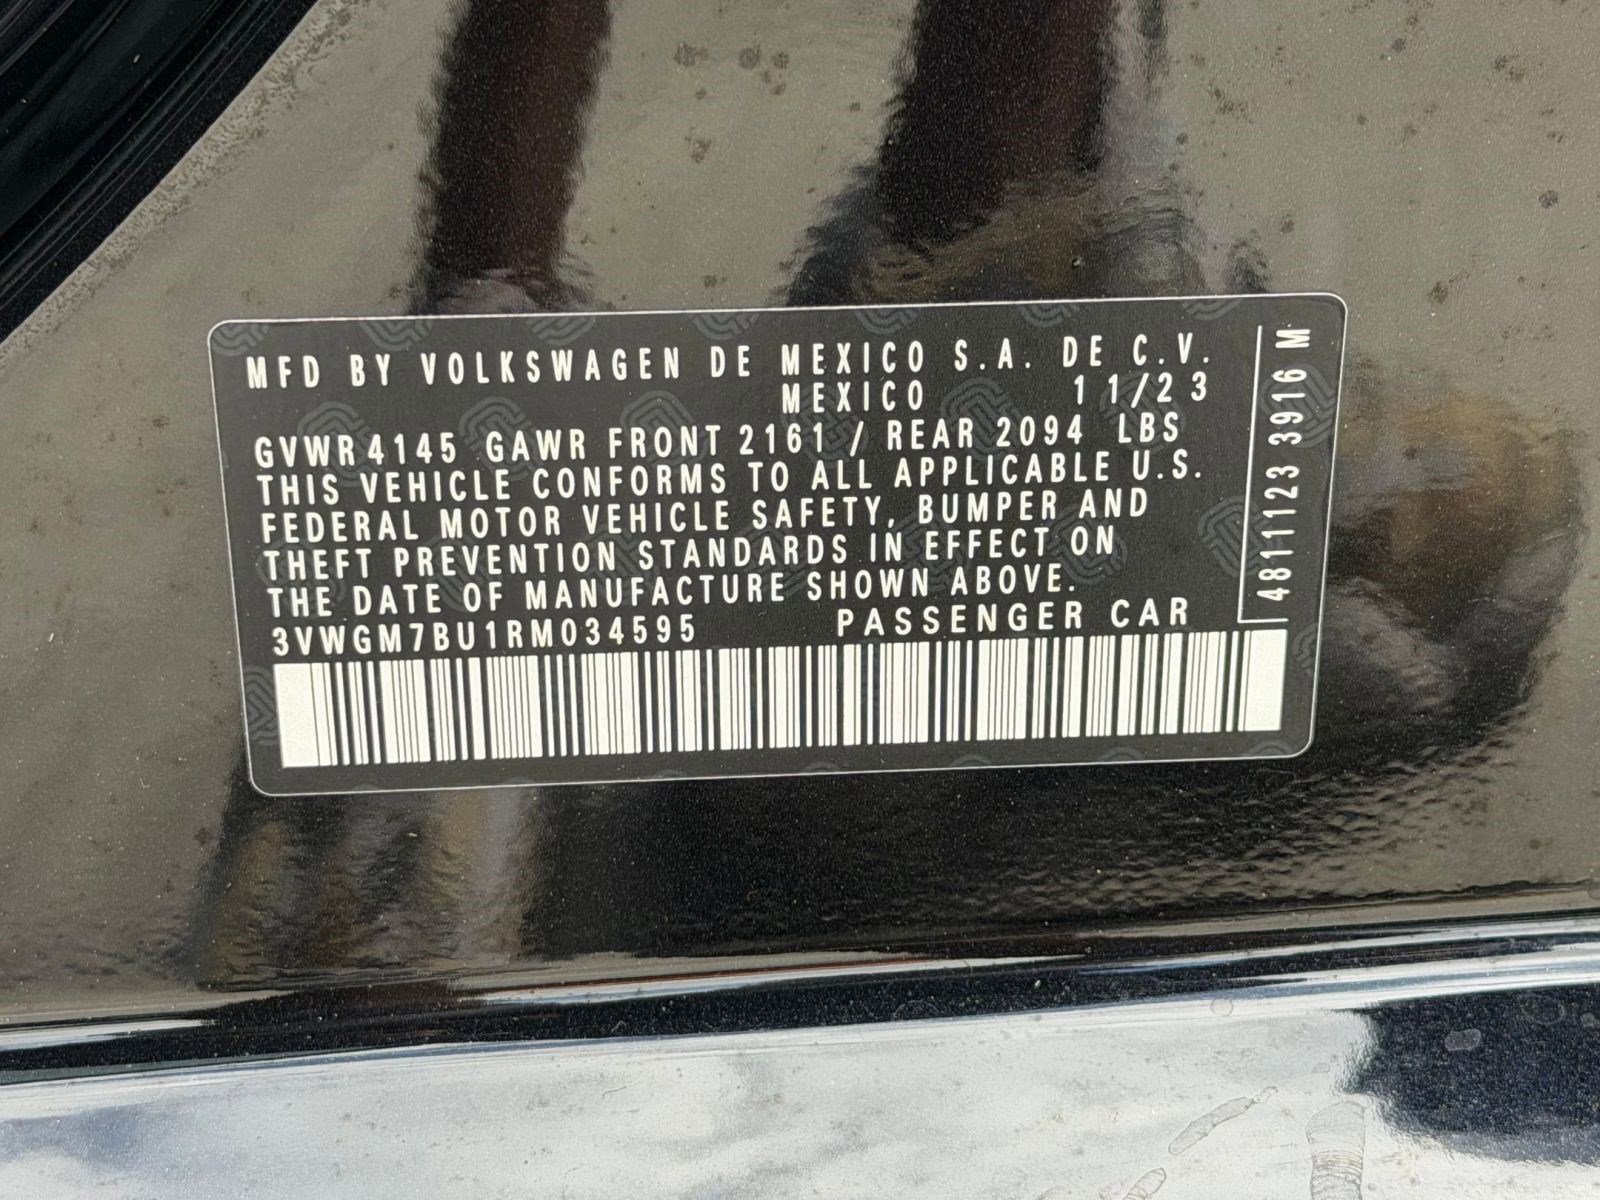 MFD BY VOLKSWAGEN DE MEXICO S.A. DE C.V.
MEXICO 11/23
GVWR 4145 GAWR FRONT 2161 / REAR 2094 LBS
THIS VEHICLE CONFORMS TO ALL APPLICABLE U.S.
FEDERAL MOTOR VEHICLE SAFETY, BUMPER AND
THEFT PREVENTION STANDARDS IN EFFECT ON
THE DATE OF MANUFACTURE SHOWN ABOVE.
3VWGM7BU1RM034595 PASSENGER CAR
4811123 3916 M